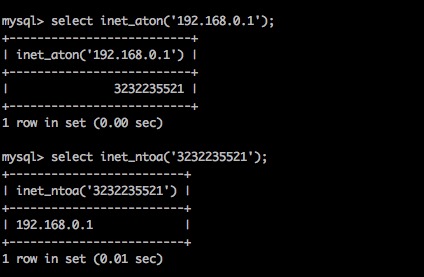 mysql> select inet_aton('192.168.0.1');
+--------------------------+
| inet_aton('192.168.0.1') |
+--------------------------+
|               3232235521 |
+--------------------------+
1 row in set (0.00 sec)
mysql> select inet_ntoa('3232235521');
+-------------------------+
| inet_ntoa('3232235521') |
+-------------------------+
| 192.168.0.1             |
+-------------------------+
1 row in set (0.01 sec)